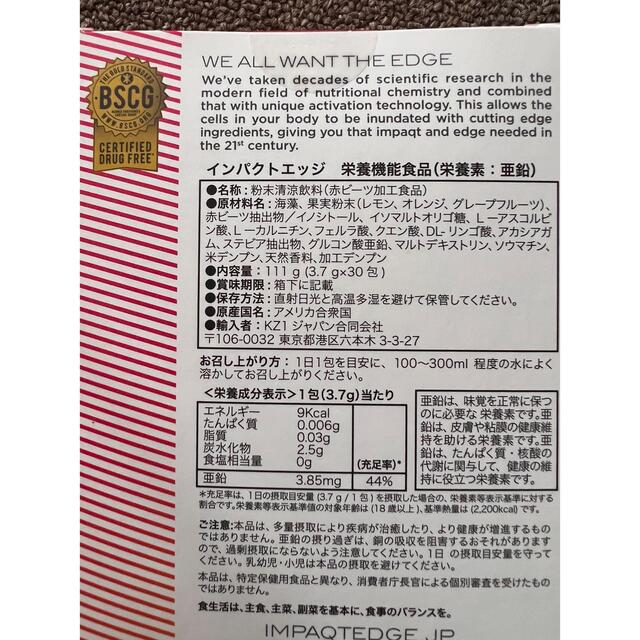 WE ALL WANT THE EDGE
We've taken decades of scientific research in the
modern field of nutritional chemistry and combined
that with unique activation technology. This allows the
cells in your body to be inundated with cutting edge
ingredients, giving you that impaqt and edge needed in
the 21st century.
THE GOLD STANDARD
BSCG
WWW.BSCG.ORG
CERTIFIED
DRUG FREE
インパクトエッジ 栄養機能食品(栄養素:亜鉛)
●名称:粉末清涼飲料(赤ビーツ加工食品)
●原材料名:海藻、果実粉末(レモン、オレンジ、グレープフルーツ)、
赤ビーツ抽出物/イノシトール、イソマルトオリゴ糖、L-アスコルビ
ン酸、L-カルニチン、フェルラ酸、クエン酸、DL-リンゴ酸、アカシアガ
ム、ステビア抽出物、グルコン酸亜鉛、マルトデキストリン、ソウマチン、
米デンプン、天然香料、加工デンプン
●内容量:111g(3.7g×30包)
●賞味期限:箱下に記載
●保存方法:直射日光と高温多湿を避けて保管してください。
●原産国名:アメリカ合衆国
●輸入者:KZ1ジャパン合同会社
〒106-0032 東京都港区六本木 3-3-27
お召し上がり方: 1日1包を目安に、100~300ml 程度の水によく
溶かしてお召し上がりください。
<栄養成分表示>1包(3.7g)当たり
エネルギー 9Kcal
たんぱく質 0.006g
脂質 0.03g
炭水化物 2.5g
食塩相当量 0g (充足率)*
亜鉛 3.85mg 44%
亜鉛は、味覚を正常に保つ
のに必要な 栄養素です。亜
鉛は、皮膚や粘膜の健康維
持を助ける栄養素です。亜
鉛は、たんぱく質・核酸の
代謝に関与して、健康の維
持に役立つ栄養素です。
*充足率は、1日の摂取目安量(3.7g/1包)を摂取した場合の、栄養素等表示基準に対する
割合です。栄養素等表示基準値の対象年齢は(18歳以上)、基準熱量は(2,200kcal)です。
ご注意:本品は、多量摂取により疾病が治癒したり、より健康が増進するもの
ではありません。亜鉛の摂り過ぎは、銅の吸収を阻害するおそれがあります
ので、過剰摂取にならないよう注意してください。1日の摂取目安量を守って
ください。乳幼児・小児は本品の摂取を避けてください。
本品は、特定保健用食品と異なり、消費者庁長官による個別審査を受けたもの
ではありません。
食生活は、主食、主菜、副菜を基本に、食事のバランスを。
IMPAQTEDGE.JP